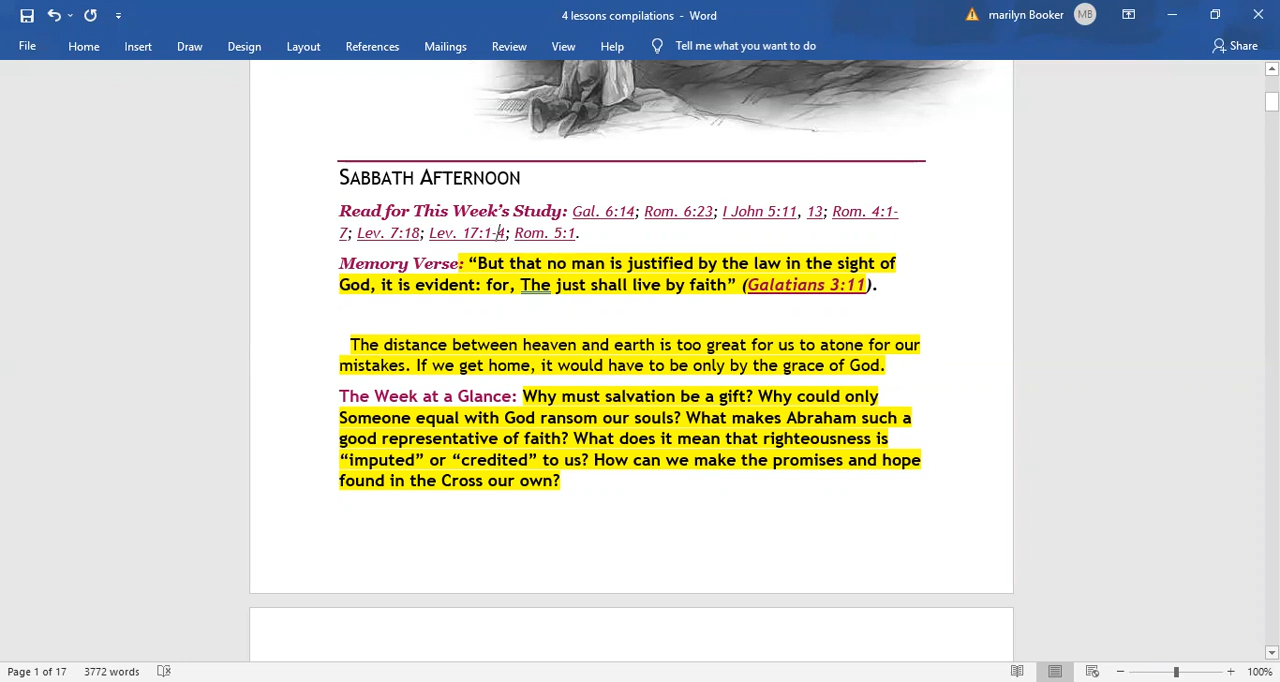 4 lessons compilations - Word
marilyn Booker
MB
File Home Insert Draw Design Layout References Mailings Review View Help Tell me what you want to do Share
SABBATH AFTERNOON
Read for This Week's Study: Gal. 6:14; Rom. 6:23; I John 5:11, 13; Rom. 4:1-
7; Lev. 7:18; Lev. 17:1-4; Rom. 5:1.
Memory Verse: “But that no man is justified by the law in the sight of
God, it is evident: for, The just shall live by faith” (Galatians 3:11).
The distance between heaven and earth is too great for us to atone for our
mistakes. If we get home, it would have to be only by the grace of God.
The Week at a Glance: Why must salvation be a gift? Why could only
Someone equal with God ransom our souls? What makes Abraham such a
good representative of faith? What does it mean that righteousness is
“imputed” or “credited” to us? How can we make the promises and hope
found in the Cross our own?
Page 1 of 17 3772 words 100%